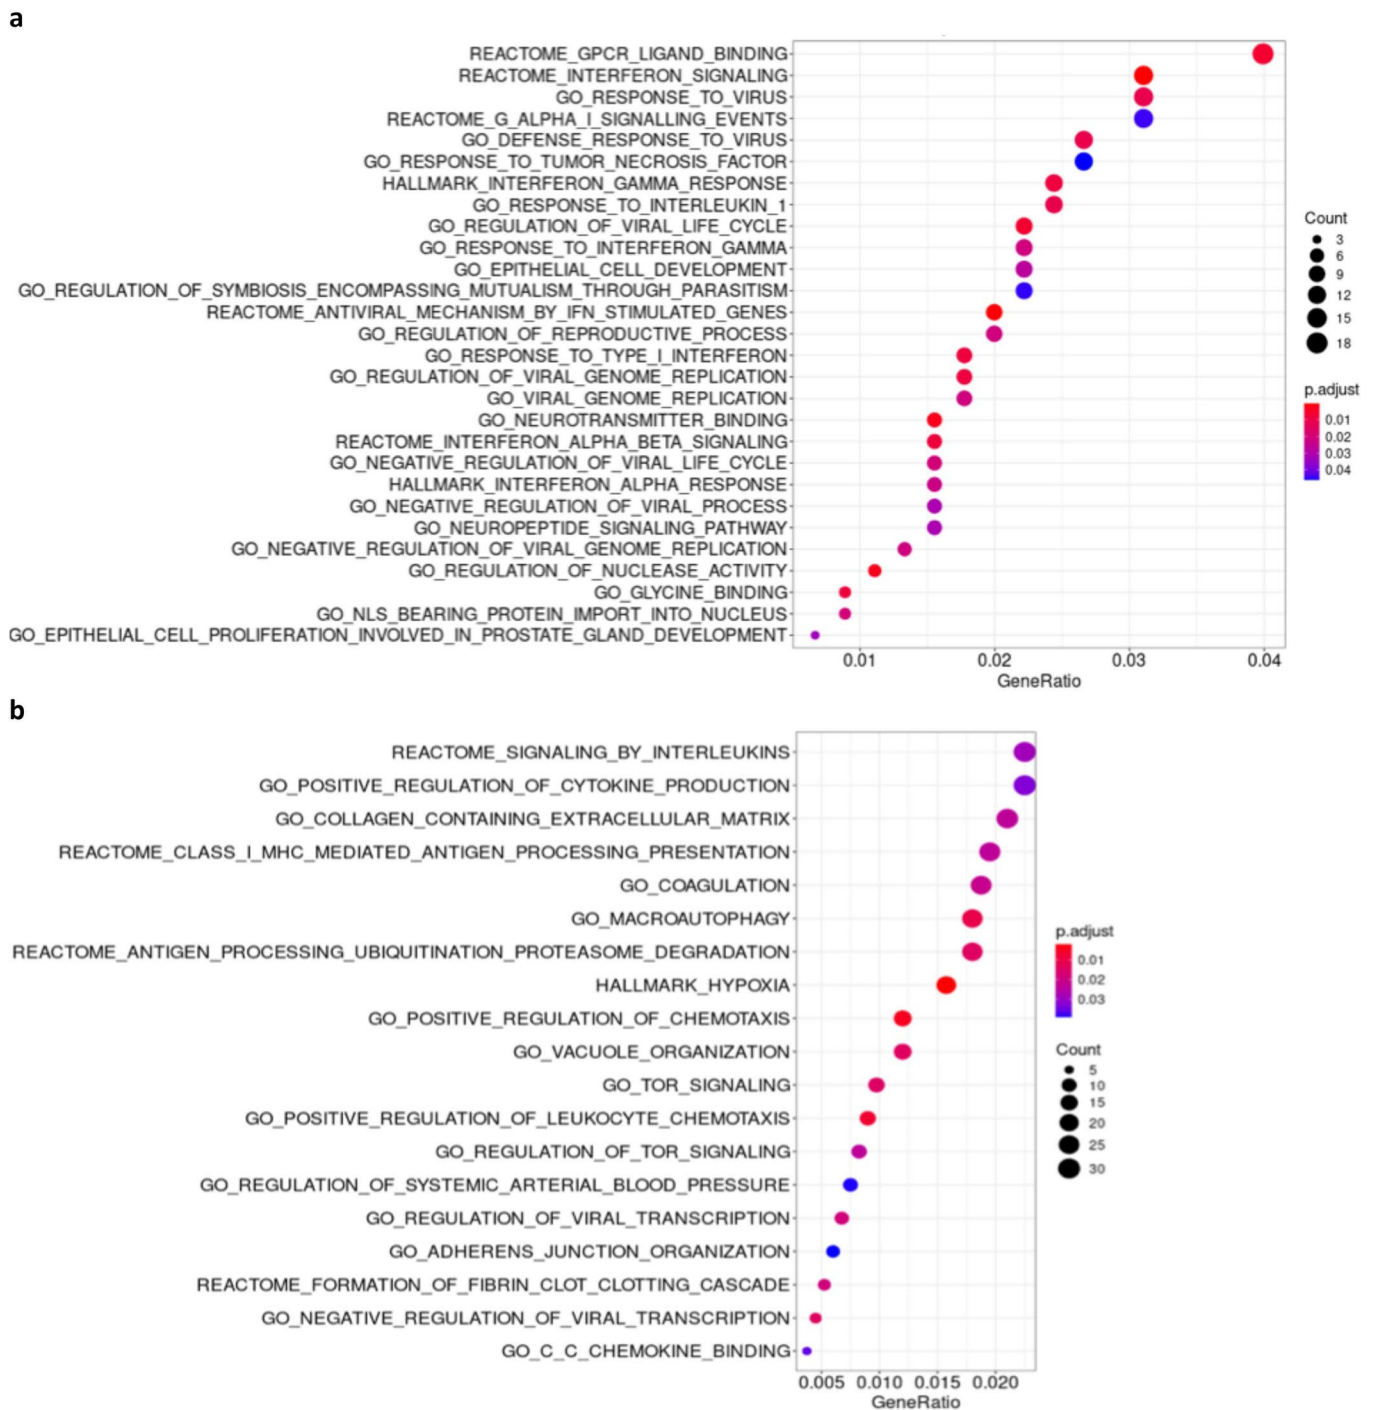 a
REACTOME_GPCR_LIGAND_BINDING
REACTOME_INTERFERON_SIGNALING
GO_RESPONSE_TO_VIRUS
REACTOME_G_ALPHA_I_SIGNALLING_EVENTS
GO_DEFENSE_RESPONSE_TO_VIRUS
GO_RESPONSE_TO_TUMOR_NECROSIS_FACTOR
HALLMARK_INTERFERON_GAMMA_RESPONSE
GO_RESPONSE_TO_INTERLEUKIN_1
GO_REGULATION_OF_VIRAL_LIFE_CYCLE
GO_RESPONSE_TO_INTERFERON_GAMMA
GO_EPITHELIAL_CELL_DEVELOPMENT
GO_REGULATION_OF_SYMBIOSIS_ENCOMPASSING_MUTUALISM_THROUGH_PARASITISM
REACTOME_ANTIVIRAL_MECHANISM_BY_IFN_STIMULATED_GENES
GO_REGULATION_OF_REPRODUCTIVE_PROCESS
GO_RESPONSE_TO_TYPE_I_INTERFERON
GO_REGULATION_OF_VIRAL_GENOME_REPLICATION
GO_VIRAL_GENOME_REPLICATION
GO_NEUROTRANSMITTER_BINDING
REACTOME_INTERFERON_ALPHA_BETA_SIGNALING
GO_NEGATIVE_REGULATION_OF_VIRAL_LIFE_CYCLE
HALLMARK_INTERFERON_ALPHA_RESPONSE
GO_NEGATIVE_REGULATION_OF_VIRAL_PROCESS
GO_NEUROPEPTIDE_SIGNALING_PATHWAY
GO_NEGATIVE_REGULATION_OF_VIRAL_GENOME_REPLICATION
GO_REGULATION_OF_NUCLEASE_ACTIVITY
GO_GLYCINE_BINDING
GO_NLS_BEARING_PROTEIN_IMPORT_INTO_NUCLEUS
GO_EPITHELIAL_CELL_PROLIFERATION_INVOLVED_IN_PROSTATE_GLAND_DEVELOPMENT
0.01 0.02 0.03 0.04
GeneRatio
Count
3
6
9
12
15
18
p.adjust
0.01
0.02
0.03
0.04
b
REACTOME_SIGNALING_BY_INTERLEUKINS
GO_POSITIVE_REGULATION_OF_CYTOKINE_PRODUCTION
GO_COLLAGEN_CONTAINING_EXTRACELLULAR_MATRIX
REACTOME_CLASS_I_MHC_MEDIATED_ANTIGEN_PROCESSING_PRESENTATION
GO_COAGULATION
GO_MACROAUTOPHAGY
REACTOME_ANTIGEN_PROCESSING_UBIQUITINATION_PROTEASOME_DEGRADATION
HALLMARK_HYPOXIA
GO_POSITIVE_REGULATION_OF_CHEMOTAXIS
GO_VACUOLE_ORGANIZATION
GO_TOR_SIGNALING
GO_POSITIVE_REGULATION_OF_LEUKOCYTE_CHEMOTAXIS
GO_REGULATION_OF_TOR_SIGNALING
GO_REGULATION_OF_SYSTEMIC_ARTERIAL_BLOOD_PRESSURE
GO_REGULATION_OF_VIRAL_TRANSCRIPTION
GO_ADHERENS_JUNCTION_ORGANIZATION
REACTOME_FORMATION_OF_FIBRIN_CLOT_CLOTTING_CASCADE
GO_NEGATIVE_REGULATION_OF_VIRAL_TRANSCRIPTION
GO_C_C_CHEMOKINE_BINDING
0.005 0.010 0.015 0.020
GeneRatio
p.adjust
0.01
0.02
0.03
Count
5
10
15
20
25
30